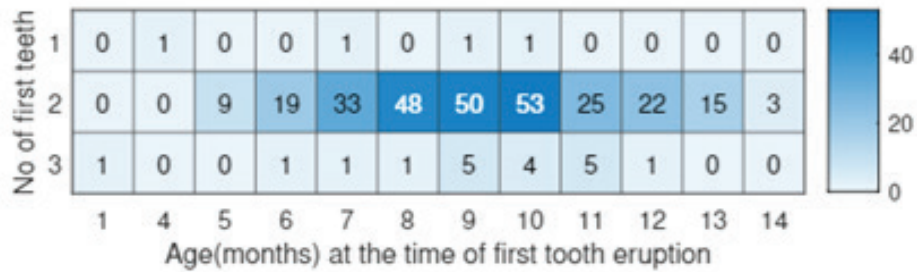 No of first teeth
1 0 1 0 0 1 0 1 1 0 0 0 0
2 0 0 9 19 33 48 50 53 25 22 15 3
3 1 0 0 1 1 1 5 4 5 1 0 0
1 4 5 6 7 8 9 10 11 12 13 14
Age(months) at the time of first tooth eruption
40
20
0